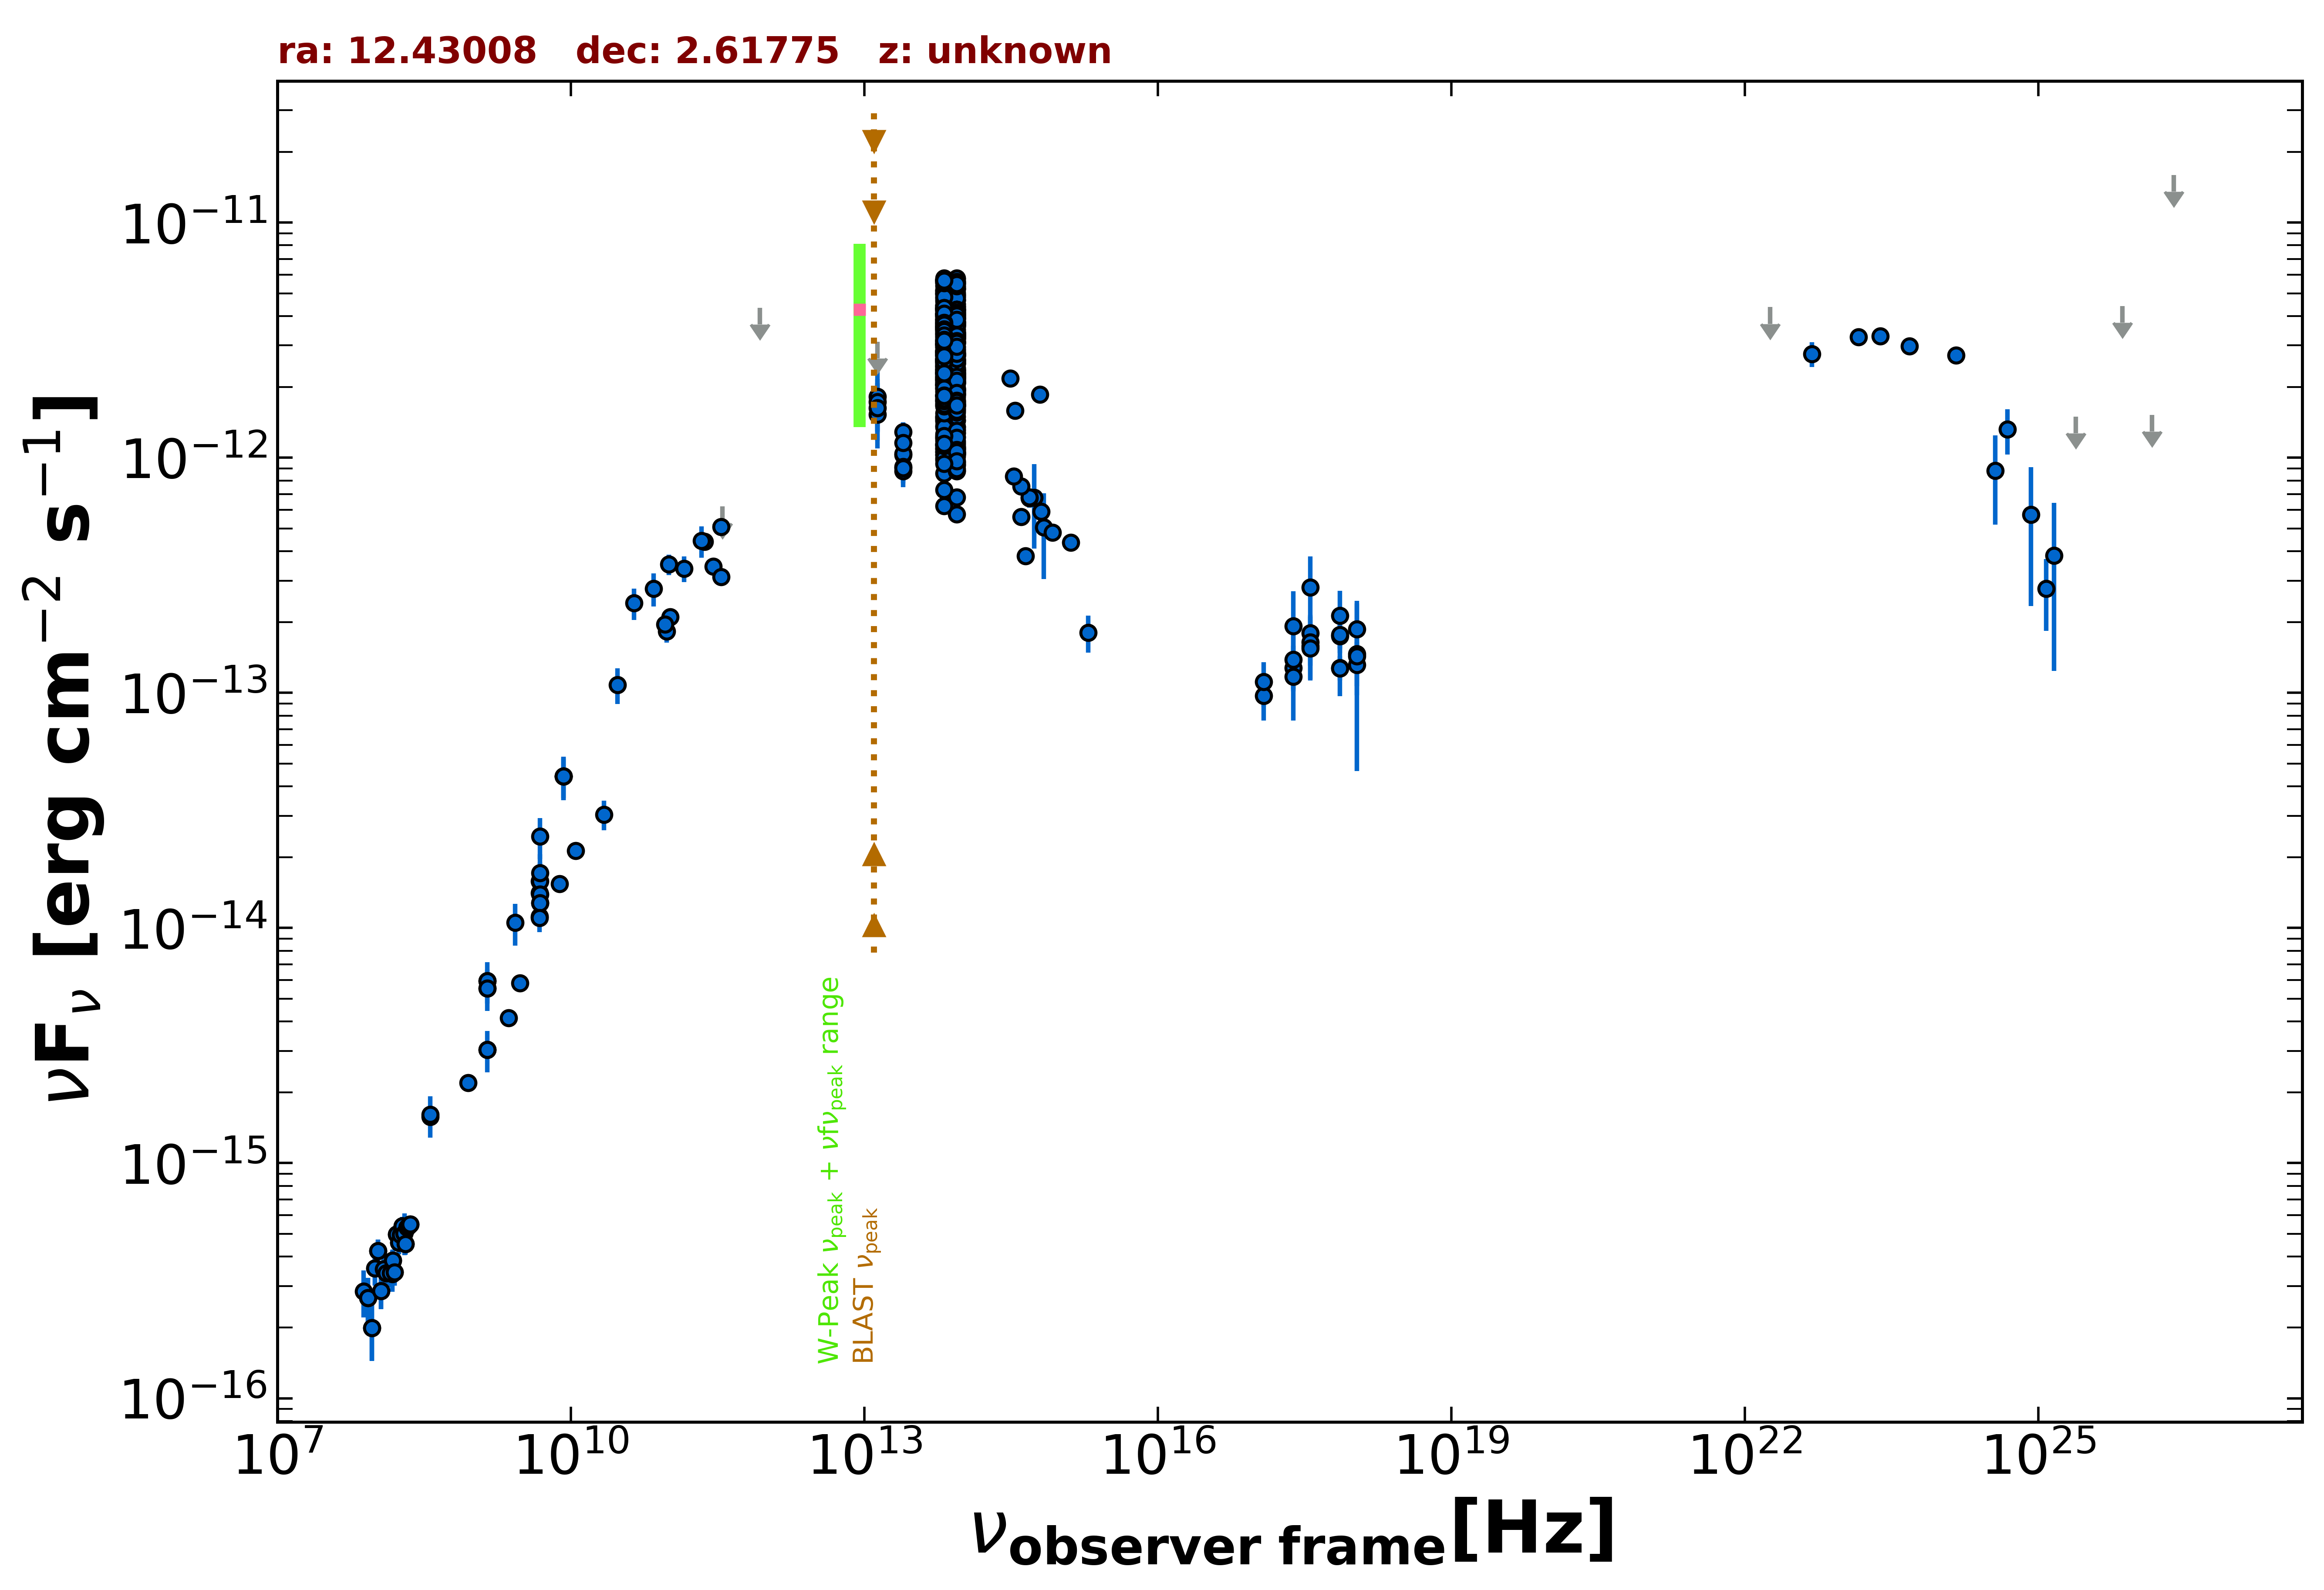 ra: 12.43008 dec: 2.61775 z: unknown
νFν [erg cm−2 s−1]
10−11
10−12
10−13
10−14
10−15
10−16
W-Peak νpeak + νfνpeak range
BLAST νpeak
107 1010 1013 1016 1019 1022 1025
νobserver frame[Hz]